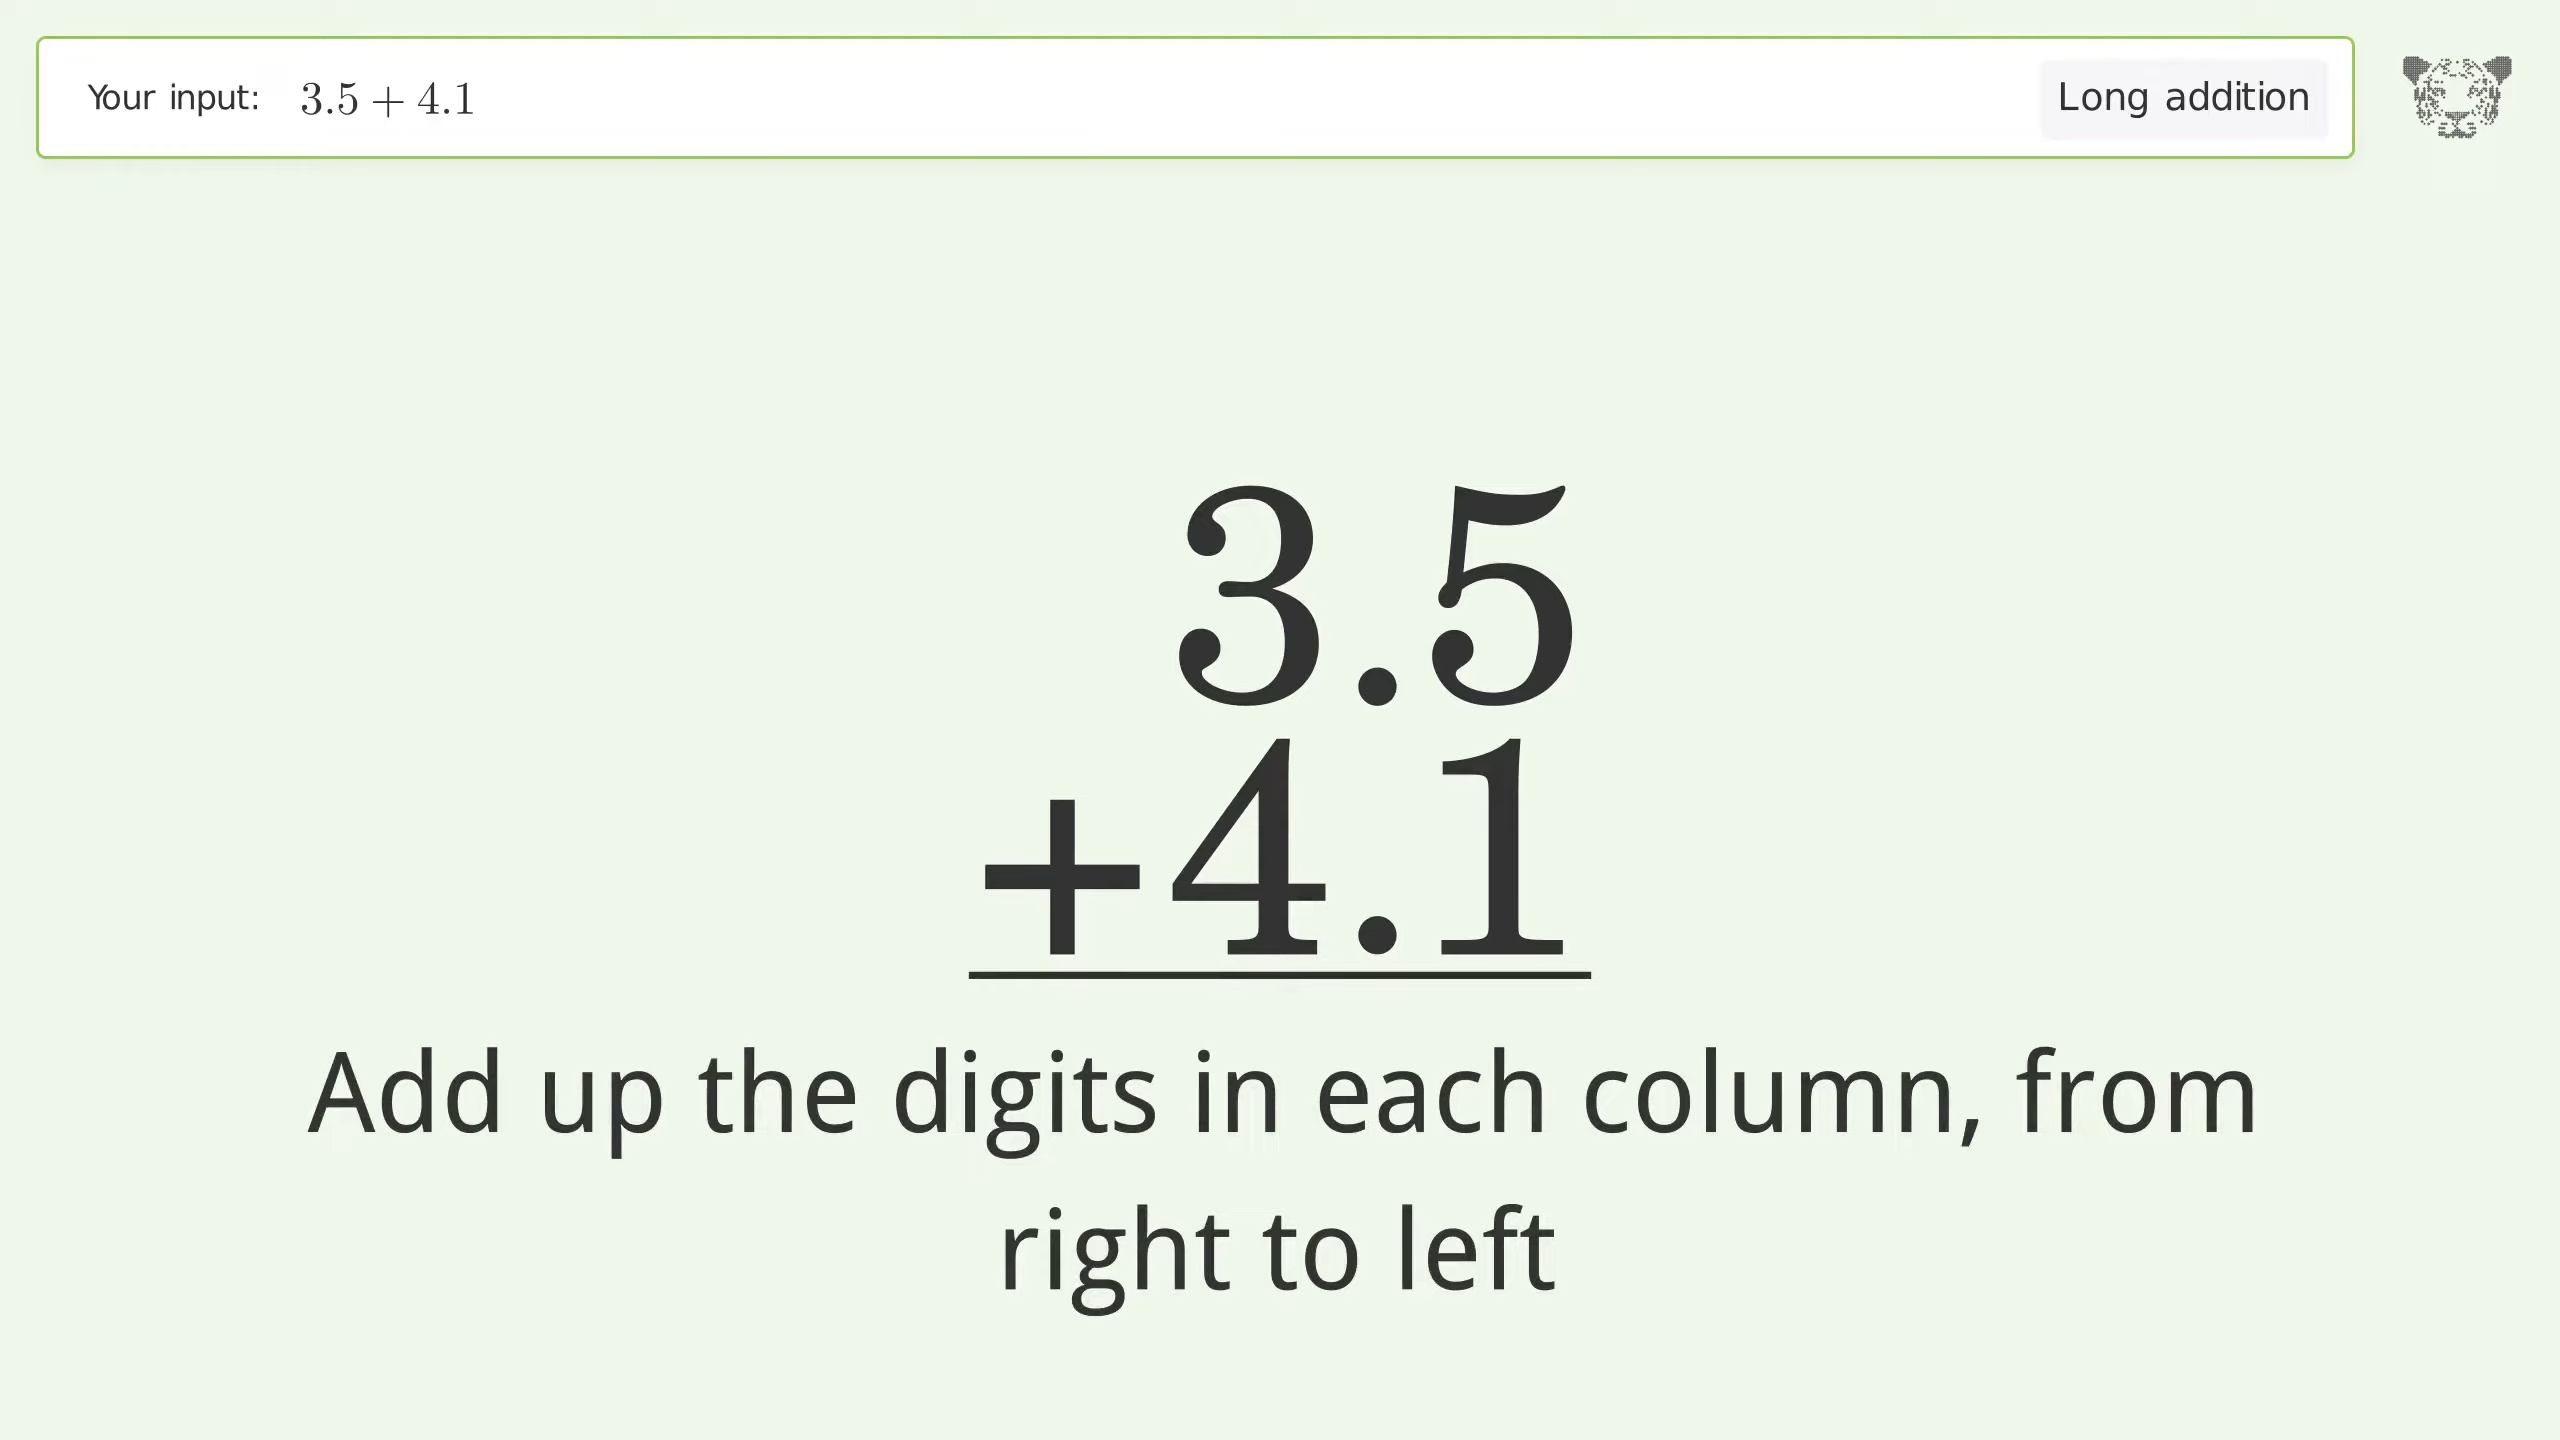 Your input: 3.5 + 4.1 Long addition
3.5
+4.1
Add up the digits in each column, from
right to left